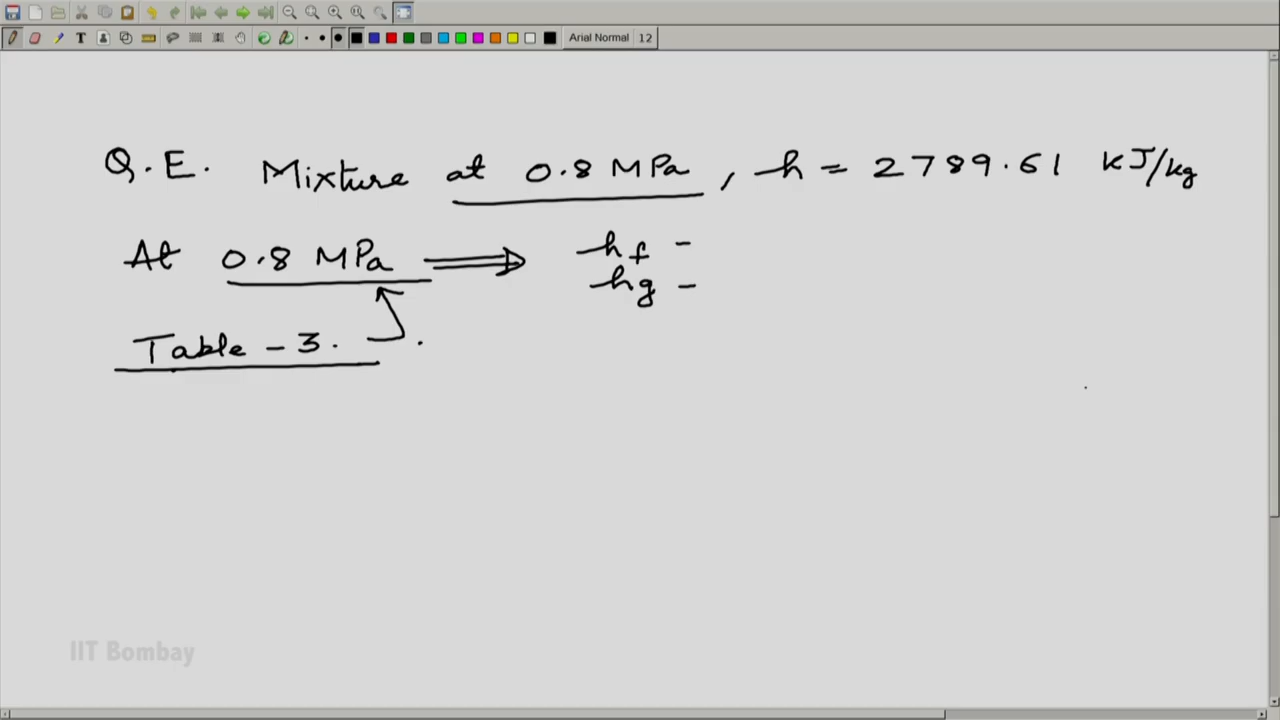 Arial Normal 12
Q.E. Mixture at 0.8 MPa, h = 2789.61 kJ/kg
At 0.8 MPa ⟹ hf -
hg -
Table - 3.
IIT Bombay